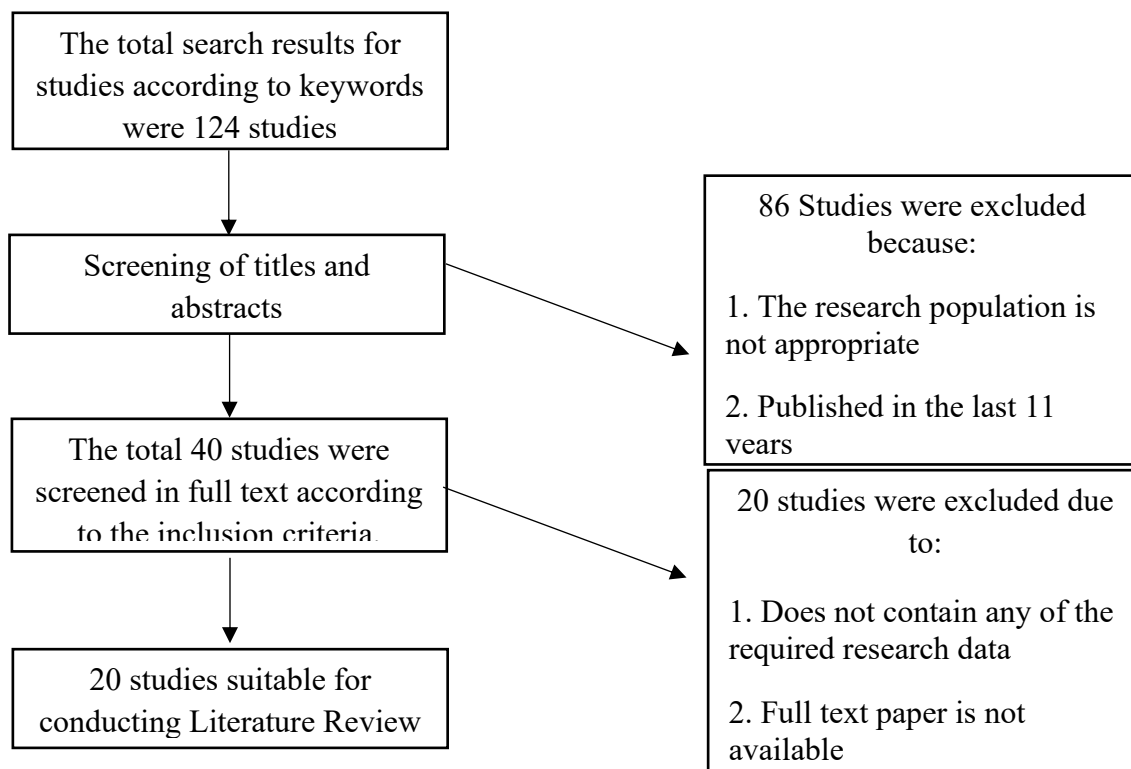 The total search results for
studies according to keywords
were 124 studies
Screening of titles and
abstracts
86 Studies were excluded
because:
1. The research population is
not appropriate
2. Published in the last 11
years
The total 40 studies were
screened in full text according
to the inclusion criteria.
20 studies were excluded due
to:
1. Does not contain any of the
required research data
2. Full text paper is not
available
20 studies suitable for
conducting Literature Review